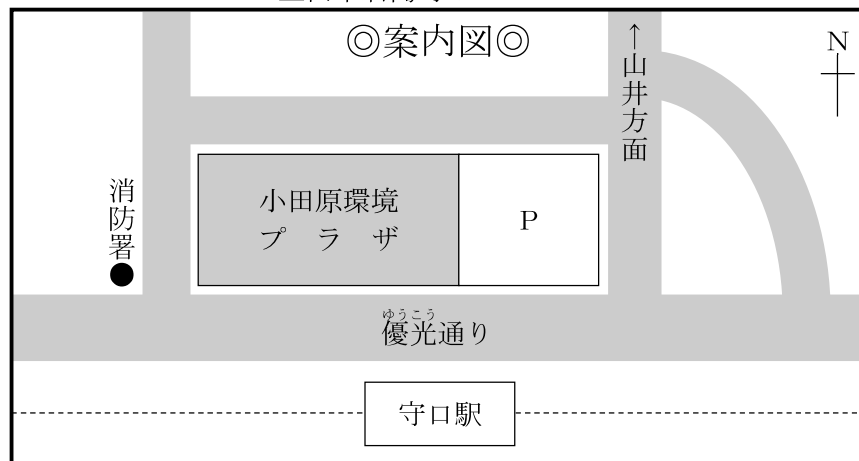 ◎案内図◎
N
↑山井方面
消防署
小田原環境
プラザ
P
ゆうこう
優光通り
守口駅